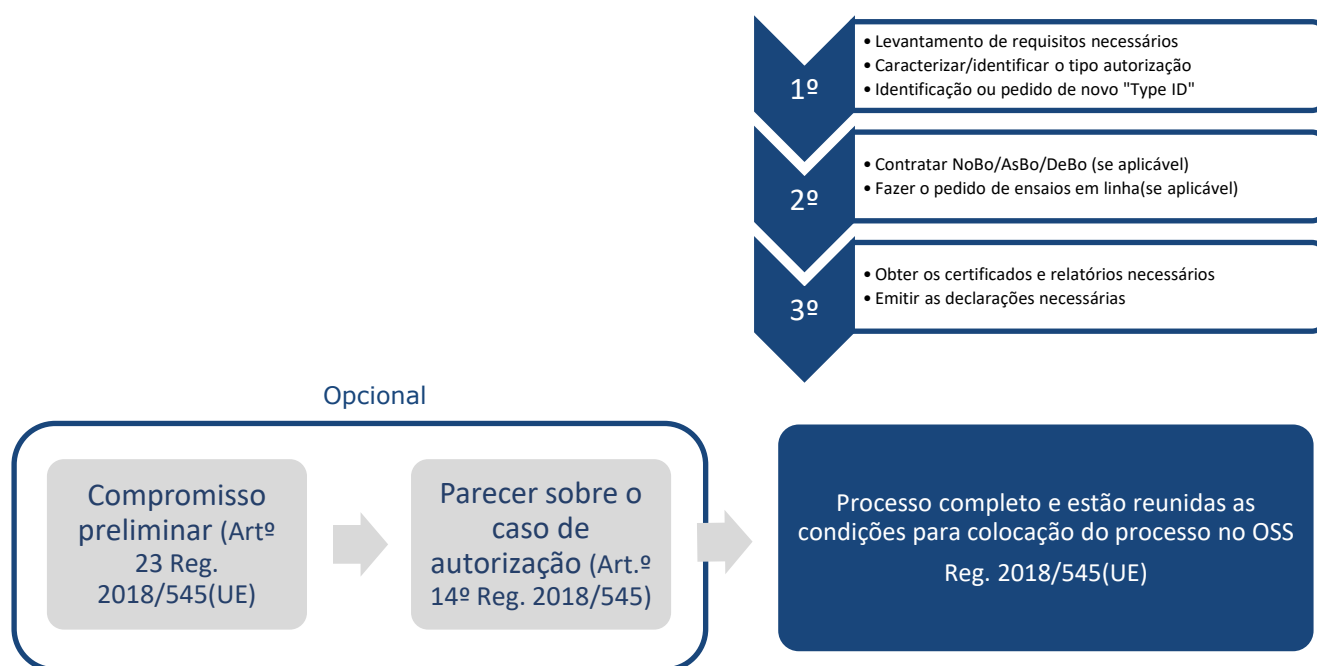 1º
• Levantamento de requisitos necessários
• Caracterizar/identificar o tipo autorização
• Identificação ou pedido de novo "Type ID"
2º
• Contratar NoBo/AsBo/DeBo (se aplicável)
• Fazer o pedido de ensaios em linha(se aplicável)
3º
• Obter os certificados e relatórios necessários
• Emitir as declarações necessárias
Opcional
Compromisso
preliminar (Artº
23 Reg.
2018/545(UE)
Parecer sobre o
caso de
autorização (Art.º
14º Reg. 2018/545)
Processo completo e estão reunidas as
condições para colocação do processo no OSS
Reg. 2018/545(UE)